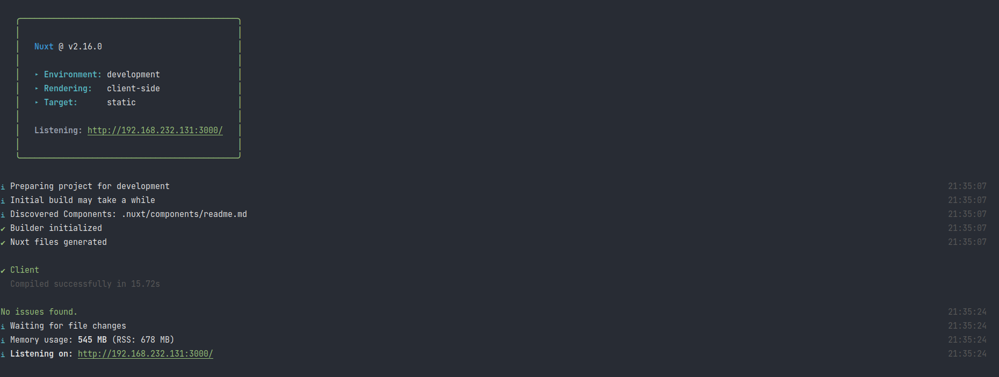 Nuxt @ v2.16.0
▸ Environment: development
▸ Rendering:   client-side
▸ Target:      static
Listening: http://192.168.232.131:3000/
i Preparing project for development 21:35:07
i Initial build may take a while 21:35:07
i Discovered Components: .nuxt/components/readme.md 21:35:07
✔ Builder initialized 21:35:07
✔ Nuxt files generated 21:35:07
✔ Client
Compiled successfully in 15.72s
No issues found. 21:35:24
i Waiting for file changes 21:35:24
i Memory usage: 545 MB (RSS: 678 MB) 21:35:24
i Listening on: http://192.168.232.131:3000/ 21:35:24